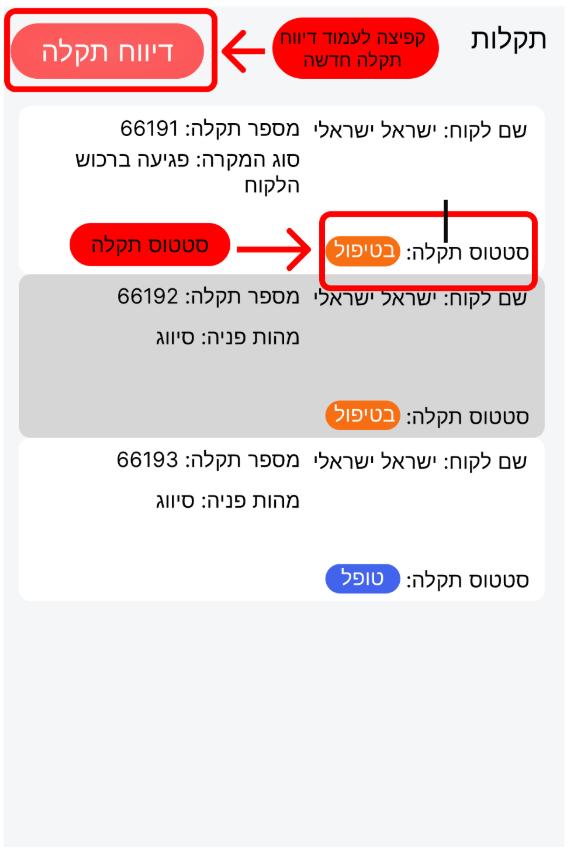 תקלות
קפיצה לעמוד דיווח
תקלה חדשה
דיווח תקלה
שם לקוח: ישראל ישראלי
מספר תקלה: 66191
סוג המקרה: פגיעה ברכוש
הלקוח
סטטוס תקלה: בטיפול
סטטוס תקלה
שם לקוח: ישראל ישראלי
מספר תקלה: 66192
מהות פניה: סיווג
סטטוס תקלה: בטיפול
שם לקוח: ישראל ישראלי
מספר תקלה: 66193
מהות פניה: סיווג
סטטוס תקלה: טופל